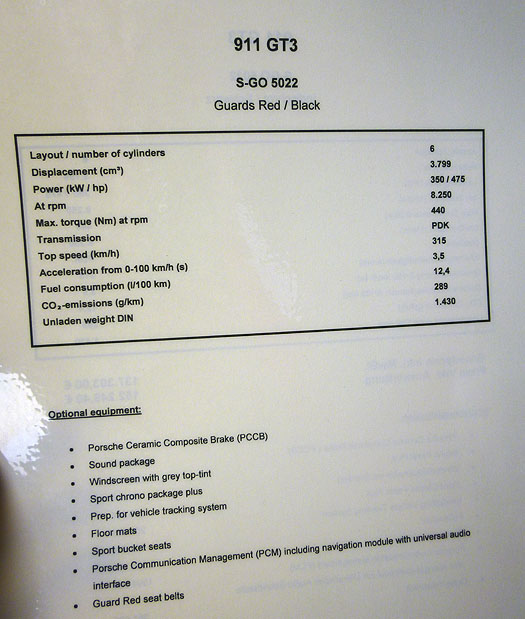 911 GT3
S-GO 5022
Guards Red / Black
Layout / number of cylinders 6
Displacement (cm³) 3.799
Power (kW / hp) 350 / 475
At rpm 8.250
Max. torque (Nm) at rpm 440
Transmission PDK
Top speed (km/h) 315
Acceleration from 0-100 km/h (s) 3,5
Fuel consumption (l/100 km) 12,4
CO₂-emissions (g/km) 289
Unladen weight DIN 1.430
Optional equipment:
• Porsche Ceramic Composite Brake (PCCB)
• Sound package
• Windscreen with grey top-tint
• Sport chrono package plus
• Prep. for vehicle tracking system
• Floor mats
• Sport bucket seats
• Porsche Communication Management (PCM) including navigation module with universal audio
interface
• Guard Red seat belts